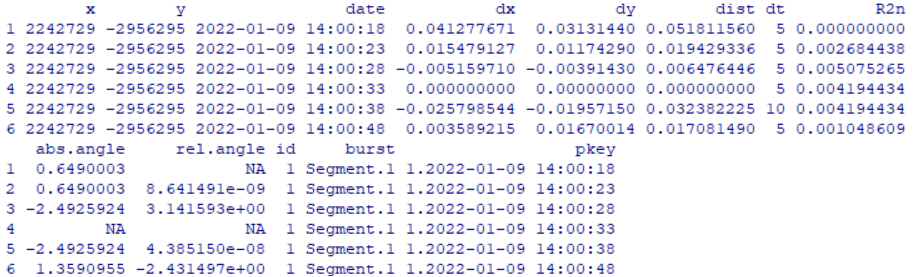 x y date dx dy dist dt R2n
1 2242729 -2956295 2022-01-09 14:00:18 0.041277671 0.03131440 0.051811560 5 0.000000000
2 2242729 -2956295 2022-01-09 14:00:23 0.015479127 0.01174290 0.019429336 5 0.002684438
3 2242729 -2956295 2022-01-09 14:00:28 -0.005159710 -0.00391430 0.006476446 5 0.005075265
4 2242729 -2956295 2022-01-09 14:00:33 0.000000000 0.00000000 0.000000000 5 0.004194434
5 2242729 -2956295 2022-01-09 14:00:38 -0.025798544 -0.01957150 0.032382225 10 0.004194434
6 2242729 -2956295 2022-01-09 14:00:48 0.003589215 0.01670014 0.017081490 5 0.001048609
abs.angle rel.angle id burst pkey
1 0.6490003 NA 1 Segment.1 1.2022-01-09 14:00:18
2 0.6490003 8.641491e-09 1 Segment.1 1.2022-01-09 14:00:23
3 -2.4925924 3.141593e+00 1 Segment.1 1.2022-01-09 14:00:28
4 NA NA 1 Segment.1 1.2022-01-09 14:00:33
5 -2.4925924 4.385150e-08 1 Segment.1 1.2022-01-09 14:00:38
6 1.3590955 -2.431497e+00 1 Segment.1 1.2022-01-09 14:00:48